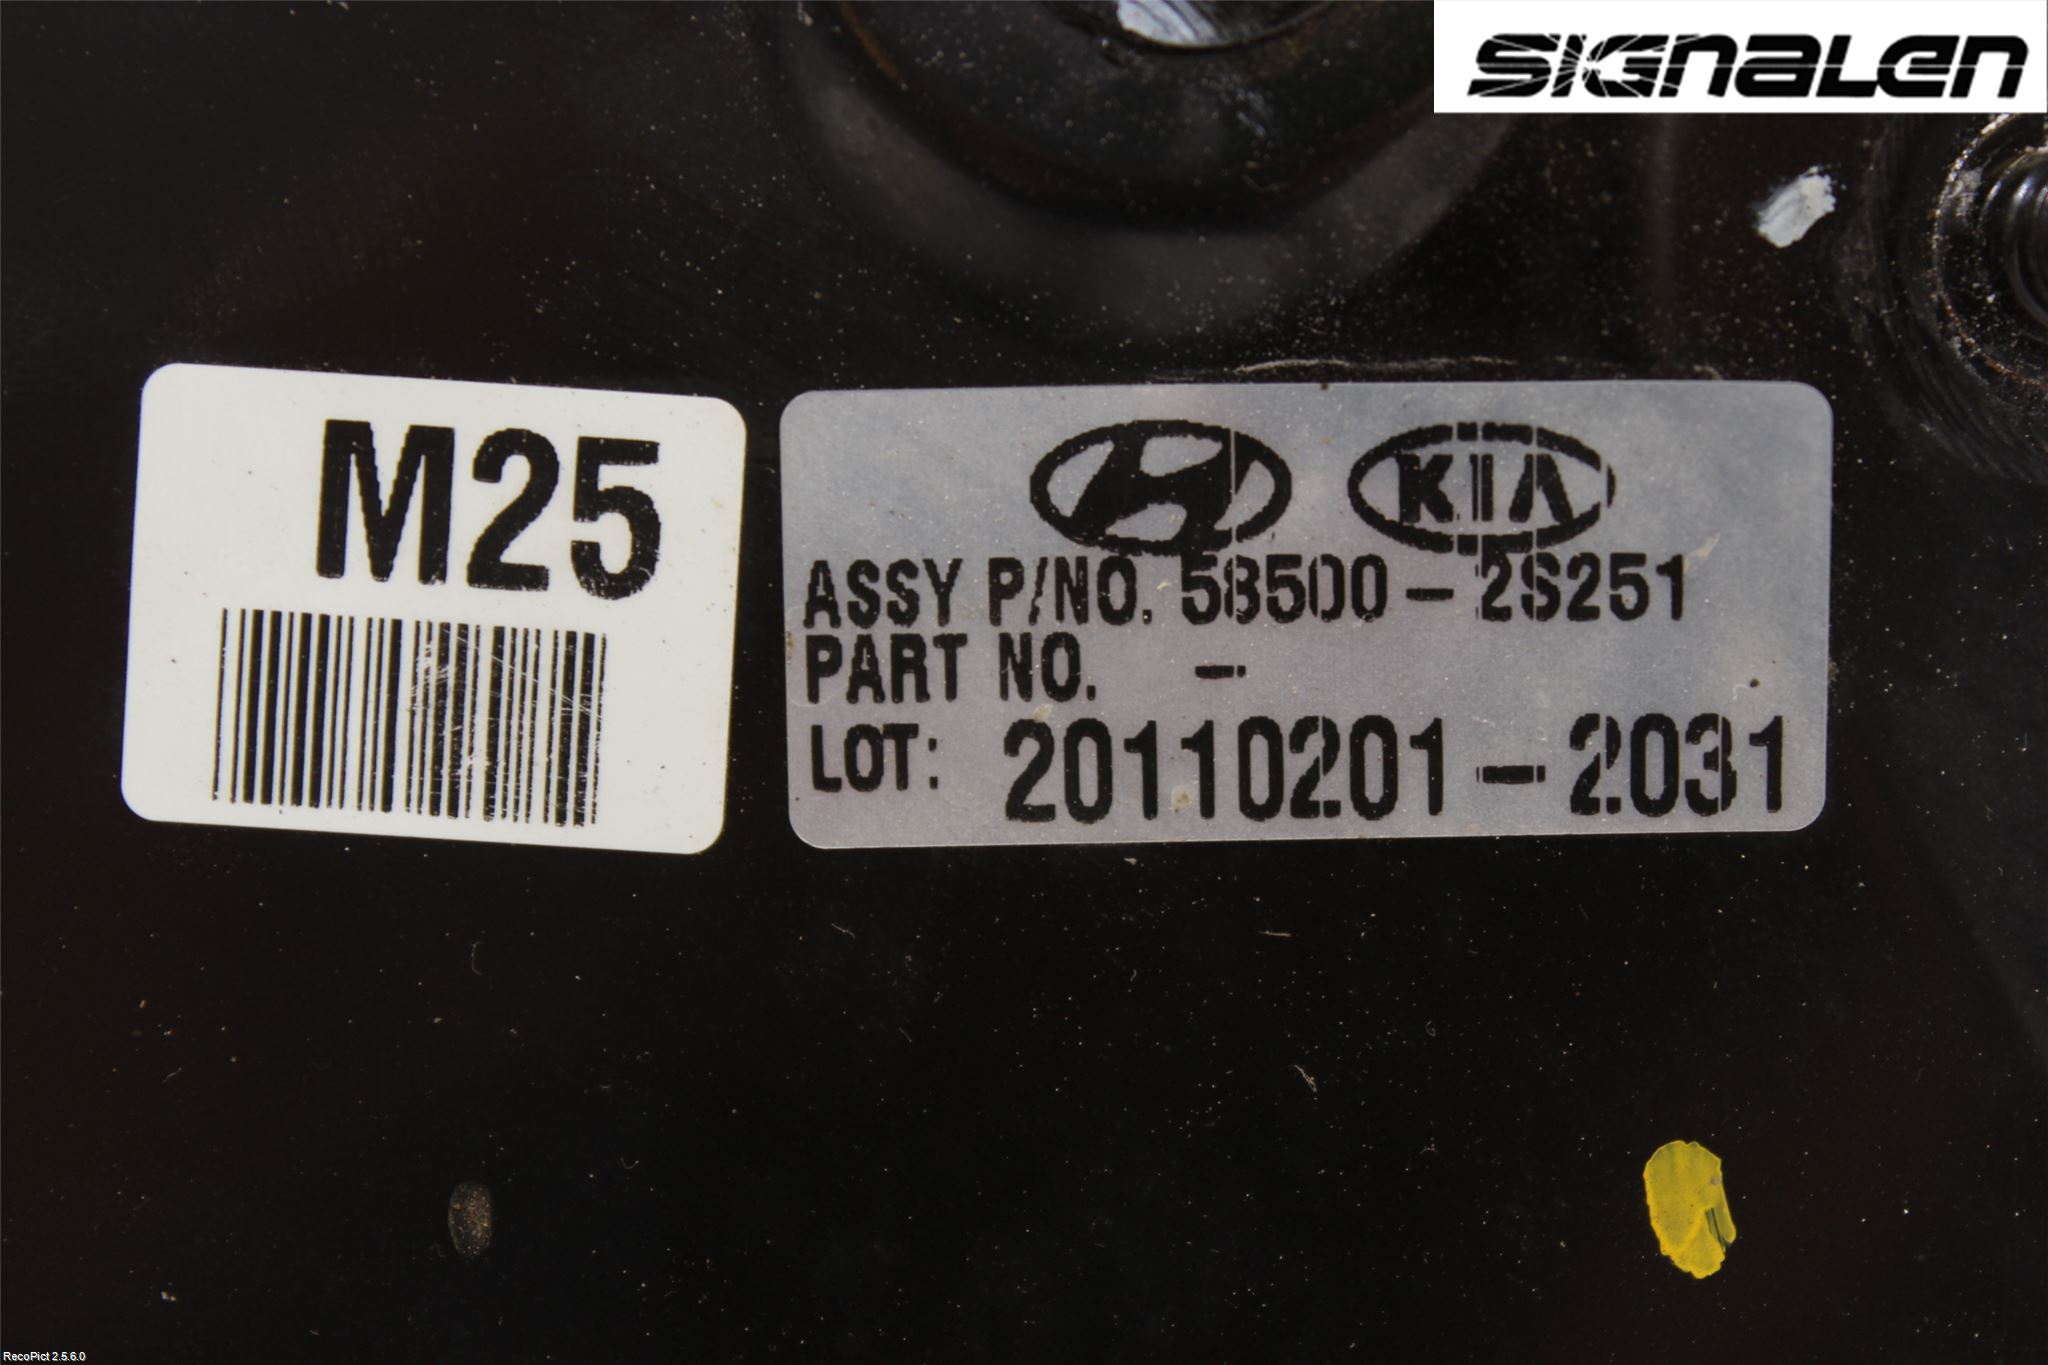 SIGNALEN
M25
KIA
ASSY P/NO. 58500-2S251
PART NO. -
LOT: 20110201-2031
RecoPict 2.5.6.0